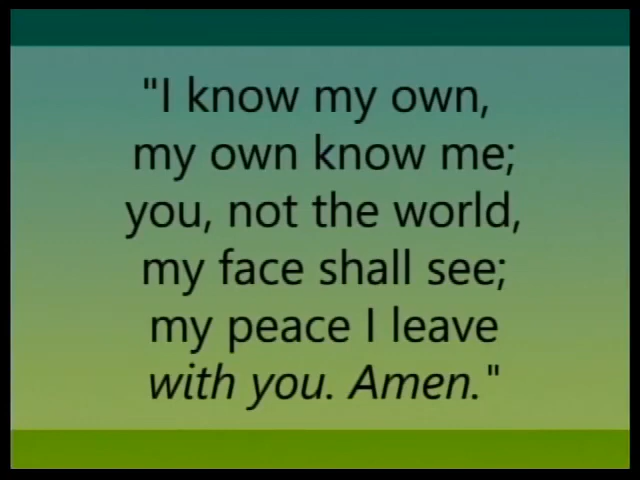 "I know my own,
my own know me;
you, not the world,
my face shall see;
my peace I leave
with you. Amen."